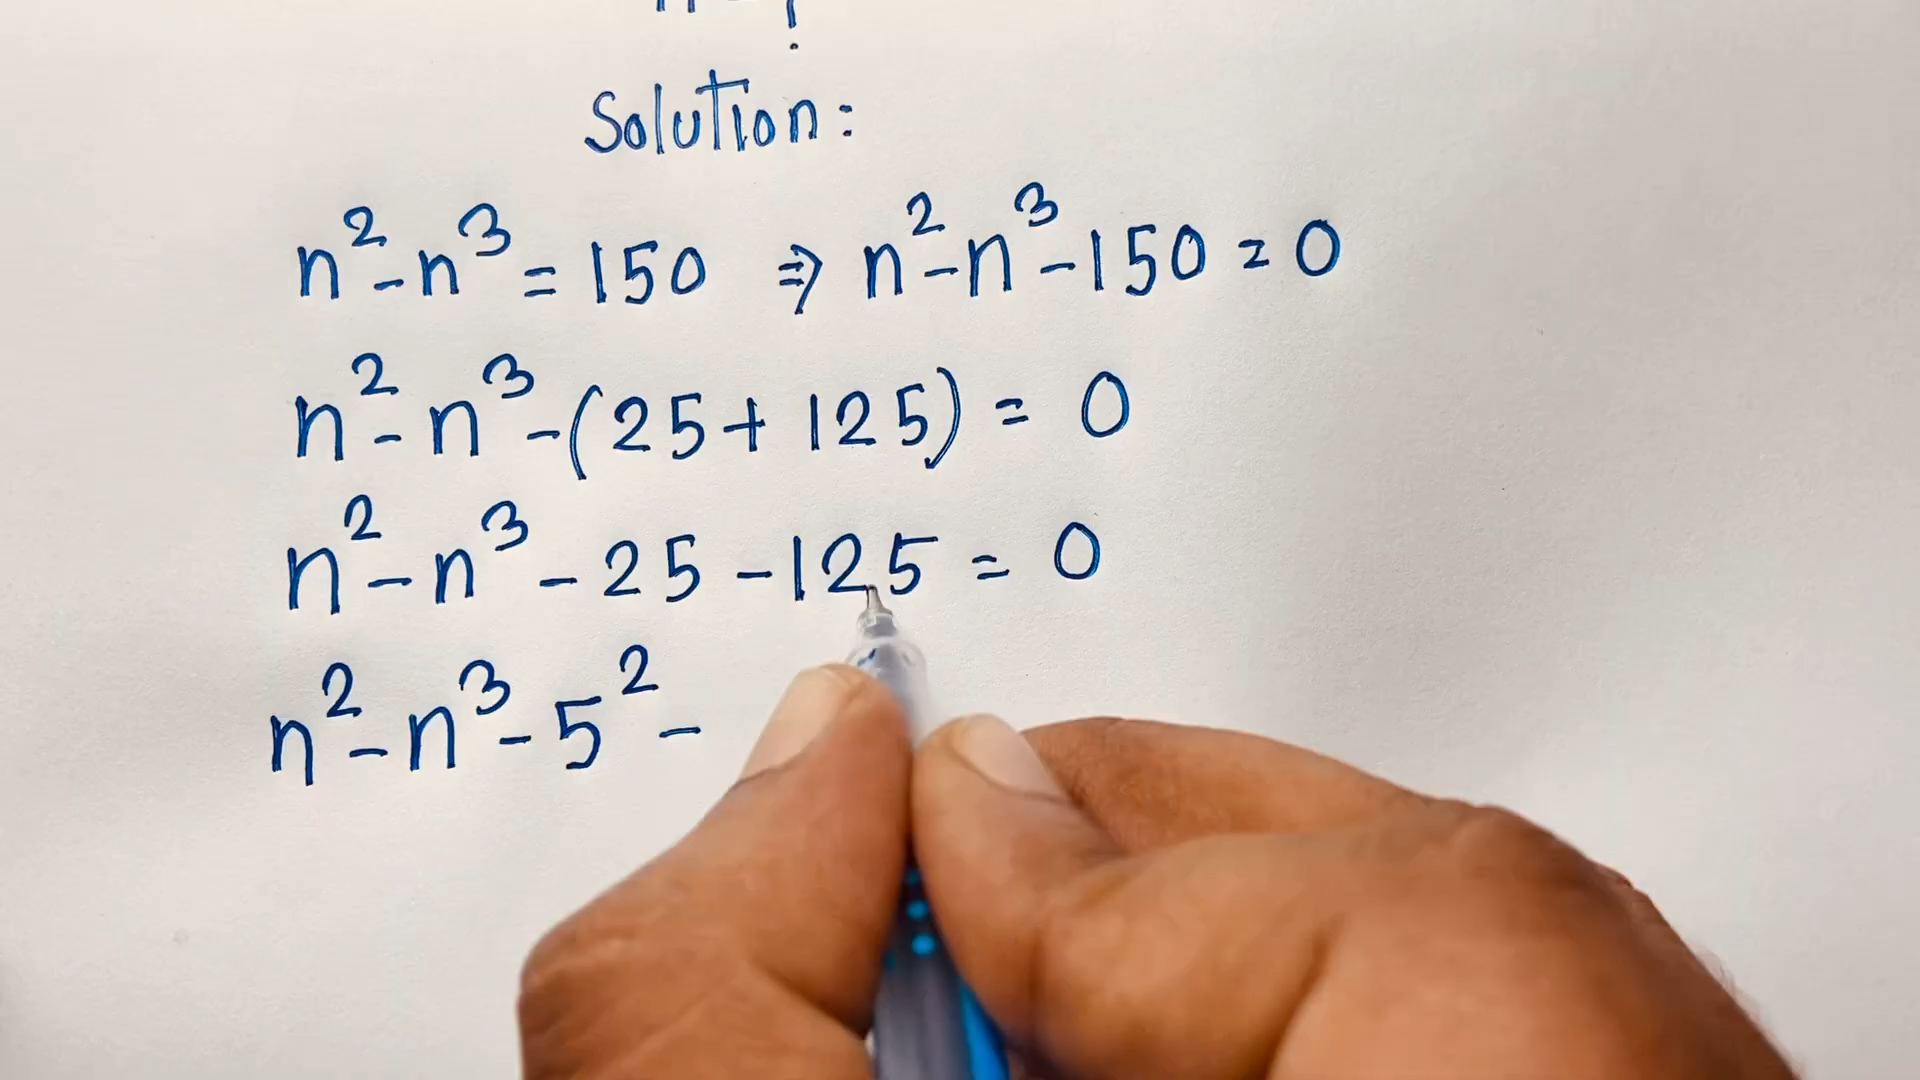 Solution:
n² - n³ = 150 ⇒ n² - n³ - 150 = 0
n² - n³ - (25 + 125) = 0
n² - n³ - 25 - 125 = 0
n² - n³ - 5² -